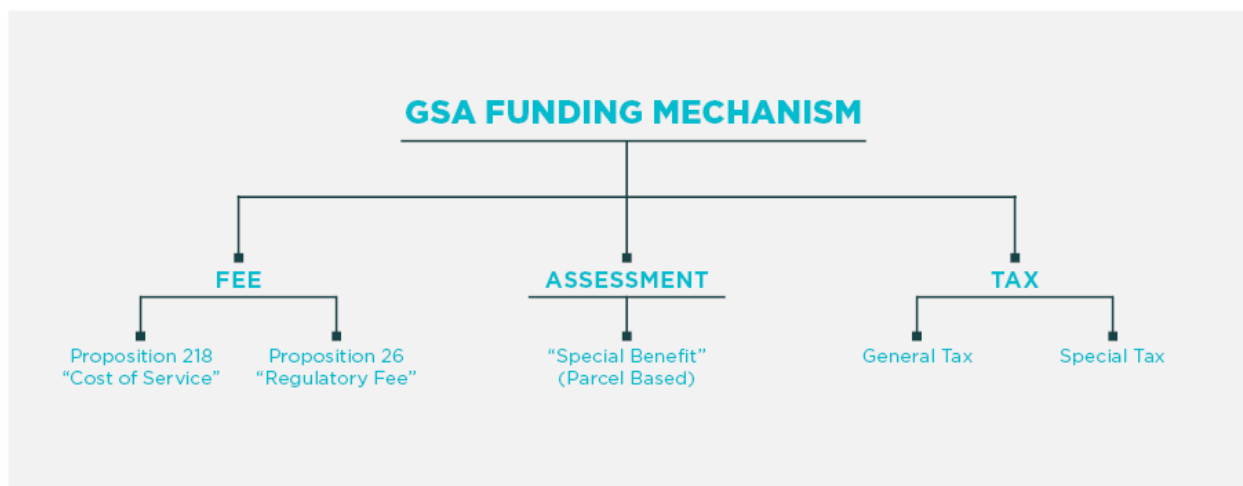 GSA FUNDING MECHANISM
FEE
ASSESSMENT
TAX
Proposition 218
“Cost of Service”
Proposition 26
“Regulatory Fee”
“Special Benefit”
(Parcel Based)
General Tax
Special Tax